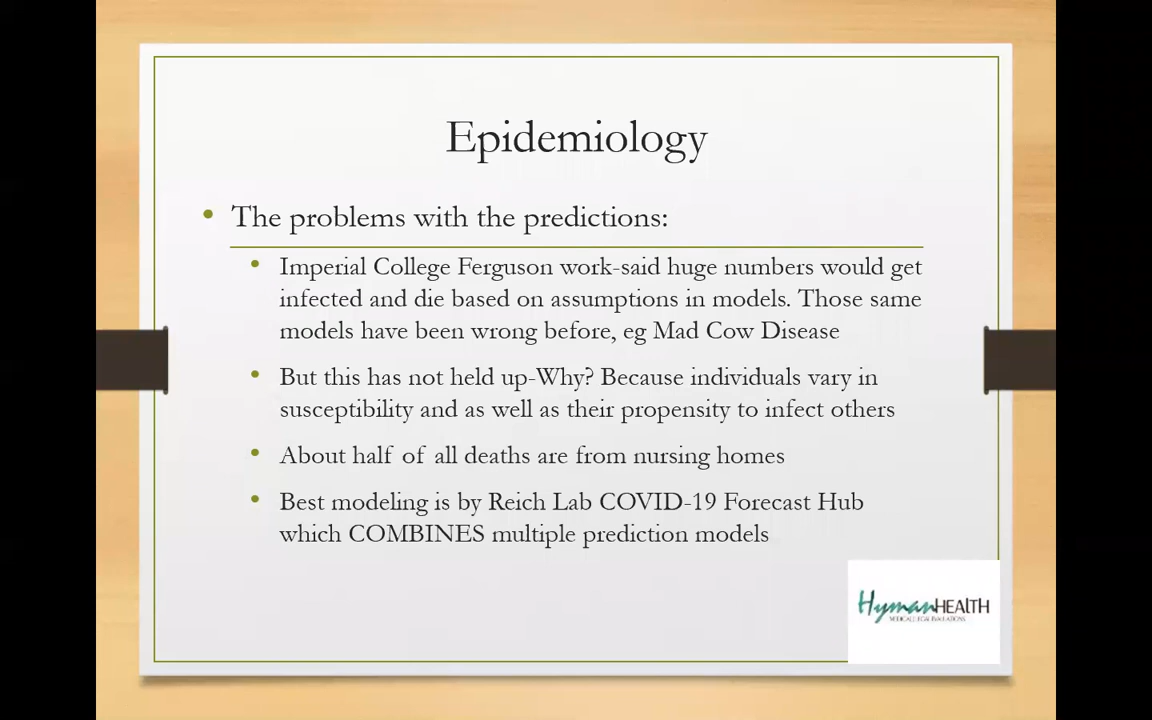 Epidemiology
• The problems with the predictions:
• Imperial College Ferguson work-said huge numbers would get
infected and die based on assumptions in models. Those same
models have been wrong before, eg Mad Cow Disease
• But this has not held up-Why? Because individuals vary in
susceptibility and as well as their propensity to infect others
• About half of all deaths are from nursing homes
• Best modeling is by Reich Lab COVID-19 Forecast Hub
which COMBINES multiple prediction models
HymanHEALTH